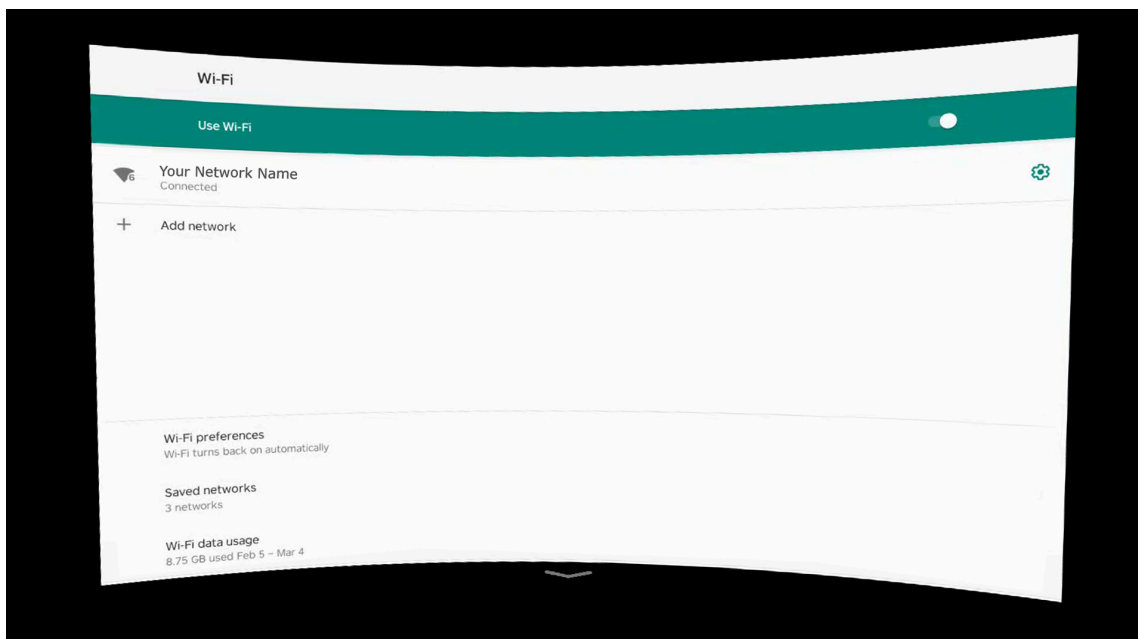 Wi-Fi
Use Wi-Fi
6
Your Network Name
Connected
Add network
Wi-Fi preferences
Wi-Fi turns back on automatically
Saved networks
3 networks
Wi-Fi data usage
8.75 GB used Feb 5 – Mar 4